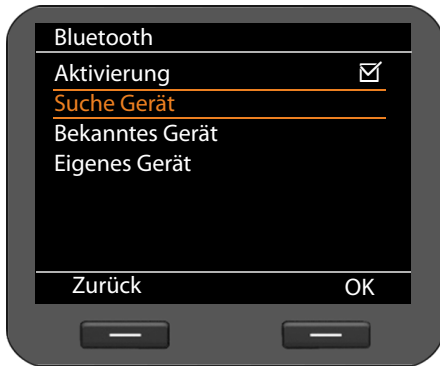 Bluetooth
Aktivierung
Suche Gerät
Bekanntes Gerät
Eigenes Gerät
Zurück OK